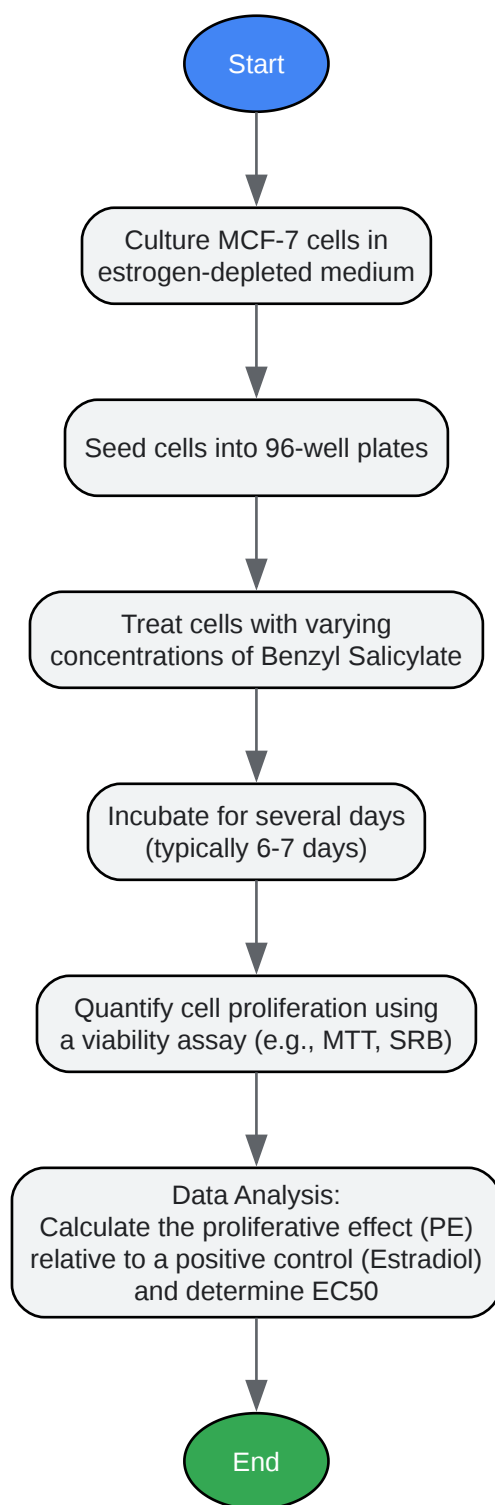 Start
Culture MCF-7 cells in
estrogen-depleted medium
Seed cells into 96-well plates
Treat cells with varying
concentrations of Benzyl Salicylate
Incubate for several days
(typically 6-7 days)
Quantify cell proliferation using
a viability assay (e.g., MTT, SRB)
Data Analysis:
Calculate the proliferative effect (PE)
relative to a positive control (Estradiol)
and determine EC50
End